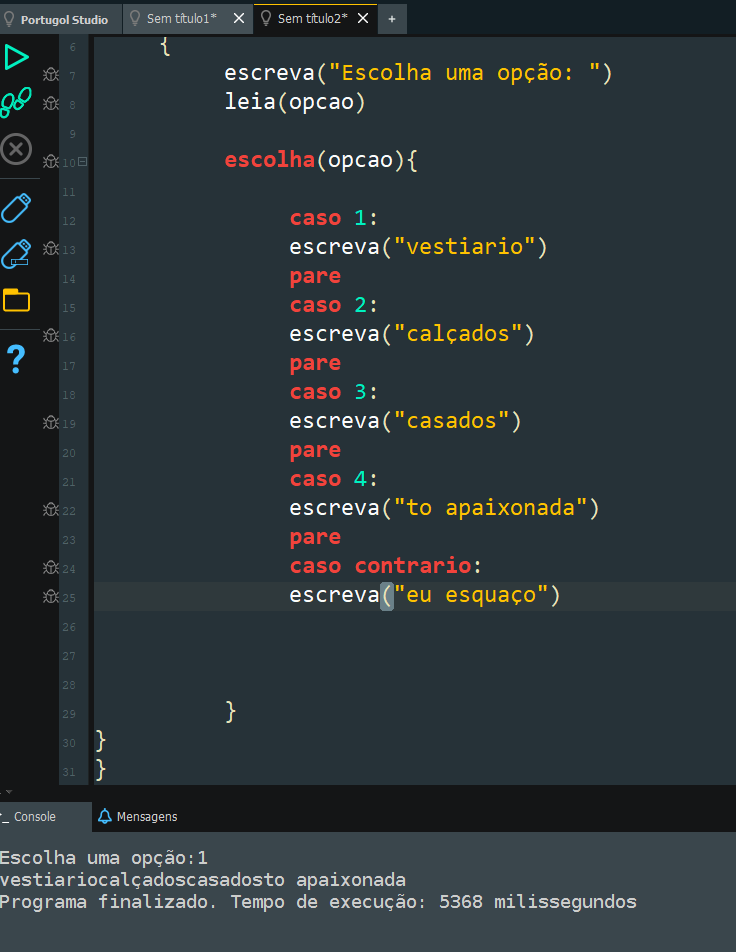 Portugol Studio
Sem título1*
Sem título2*
+
6 {
7 escreva("Escolha uma opção: ")
8 leia(opcao)
9
10 escolha(opcao){
11
12 caso 1:
13 escreva("vestiario")
14 pare
15 caso 2:
16 escreva("calçados")
17 pare
18 caso 3:
19 escreva("casados")
20 pare
21 caso 4:
22 escreva("to apaixonada")
23 pare
24 caso contrario:
25 escreva("eu esquaço")
26
27
28
29 }
30 }
31 }
Console
Mensagens
Escolha uma opção:1
vestiariocalçadoscasadosto apaixonada
Programa finalizado. Tempo de execução: 5368 milissegundos